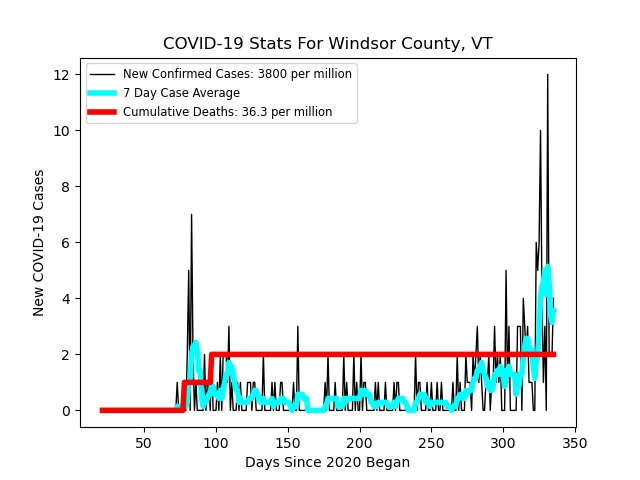 COVID-19 Stats For Windsor County, VT
New Confirmed Cases: 3800 per million
7 Day Case Average
Cumulative Deaths: 36.3 per million
New COVID-19 Cases
12
10
8
6
4
2
0
50 100 150 200 250 300 350
Days Since 2020 Began